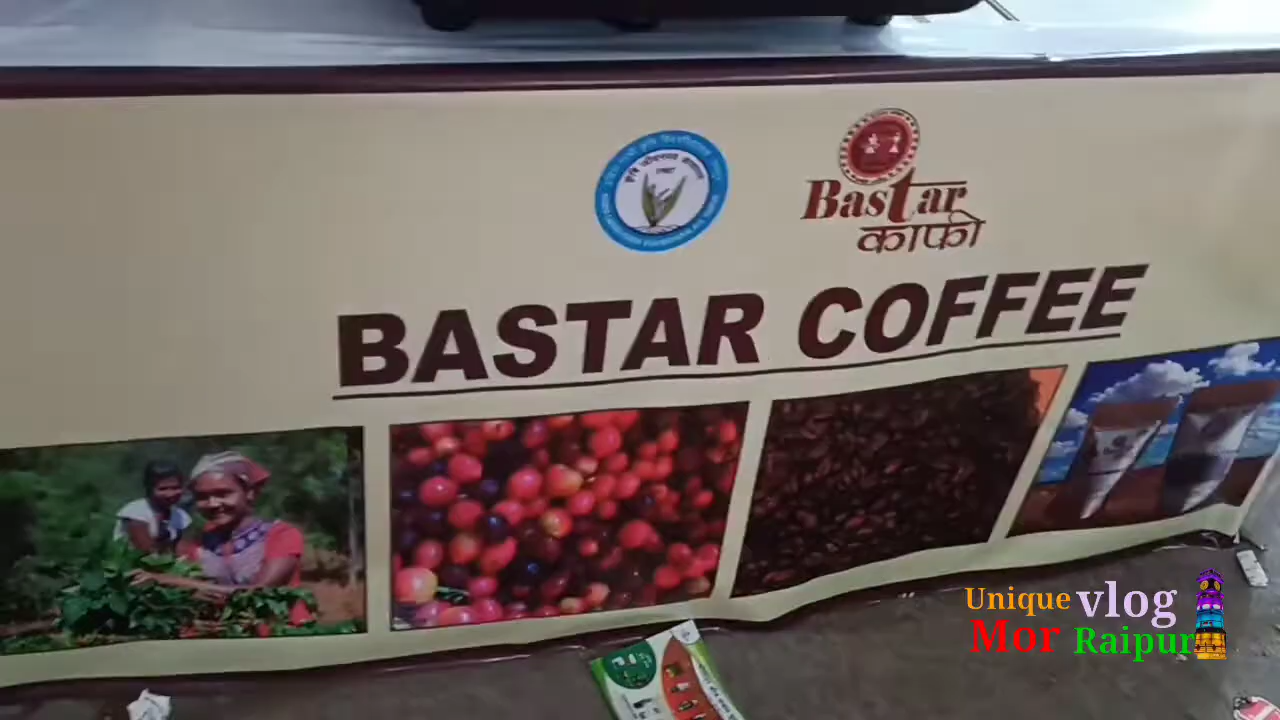 Bastar
काफी
BASTAR COFFEE
Unique vlog
Mor Raipur